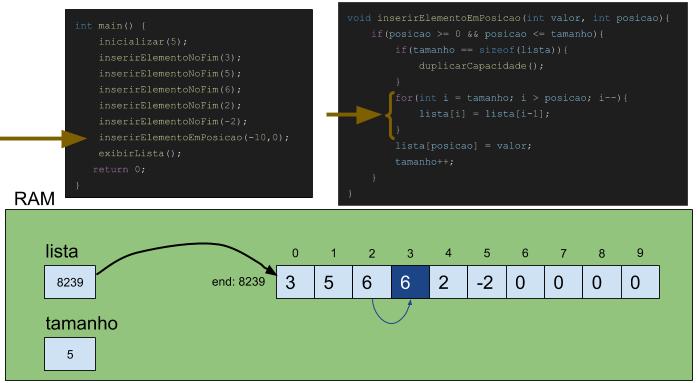 int main() {
inicializar(5);
inserirElementoNoFim(3);
inserirElementoNoFim(5);
inserirElementoNoFim(6);
inserirElementoNoFim(2);
inserirElementoNoFim(-2);
inserirElementoEmPosicao(-10,0);
exibirLista();
return 0;
}
void inserirElementoEmPosicao(int valor, int posicao){
if(posicao >= 0 && posicao <= tamanho){
if(tamanho == sizeof(lista)){
duplicarCapacidade();
}
for(int i = tamanho; i > posicao; i--){
lista[i] = lista[i-1];
}
lista[posicao] = valor;
tamanho++;
}
}
RAM
lista
8239
end: 8239
0 1 2 3 4 5 6 7 8 9
3 5 6 6 2 -2 0 0 0 0
tamanho
5